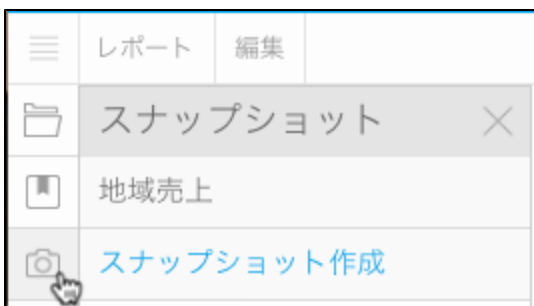 レポート 編集
スナップショット
地域売上
スナップショット作成